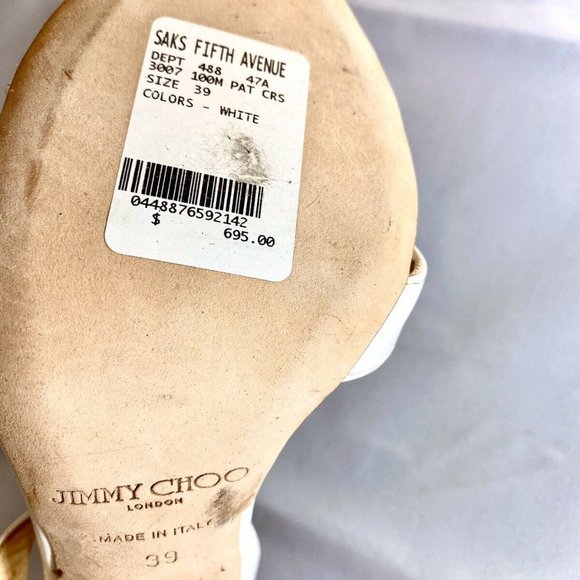 SAKS FIFTH AVENUE
DEPT 488 47A
3007 100M PAT CRS
SIZE 39
COLORS - WHITE
0448876592142
$ 695.00
JIMMY CHOO
LONDON
MADE IN ITALY
39